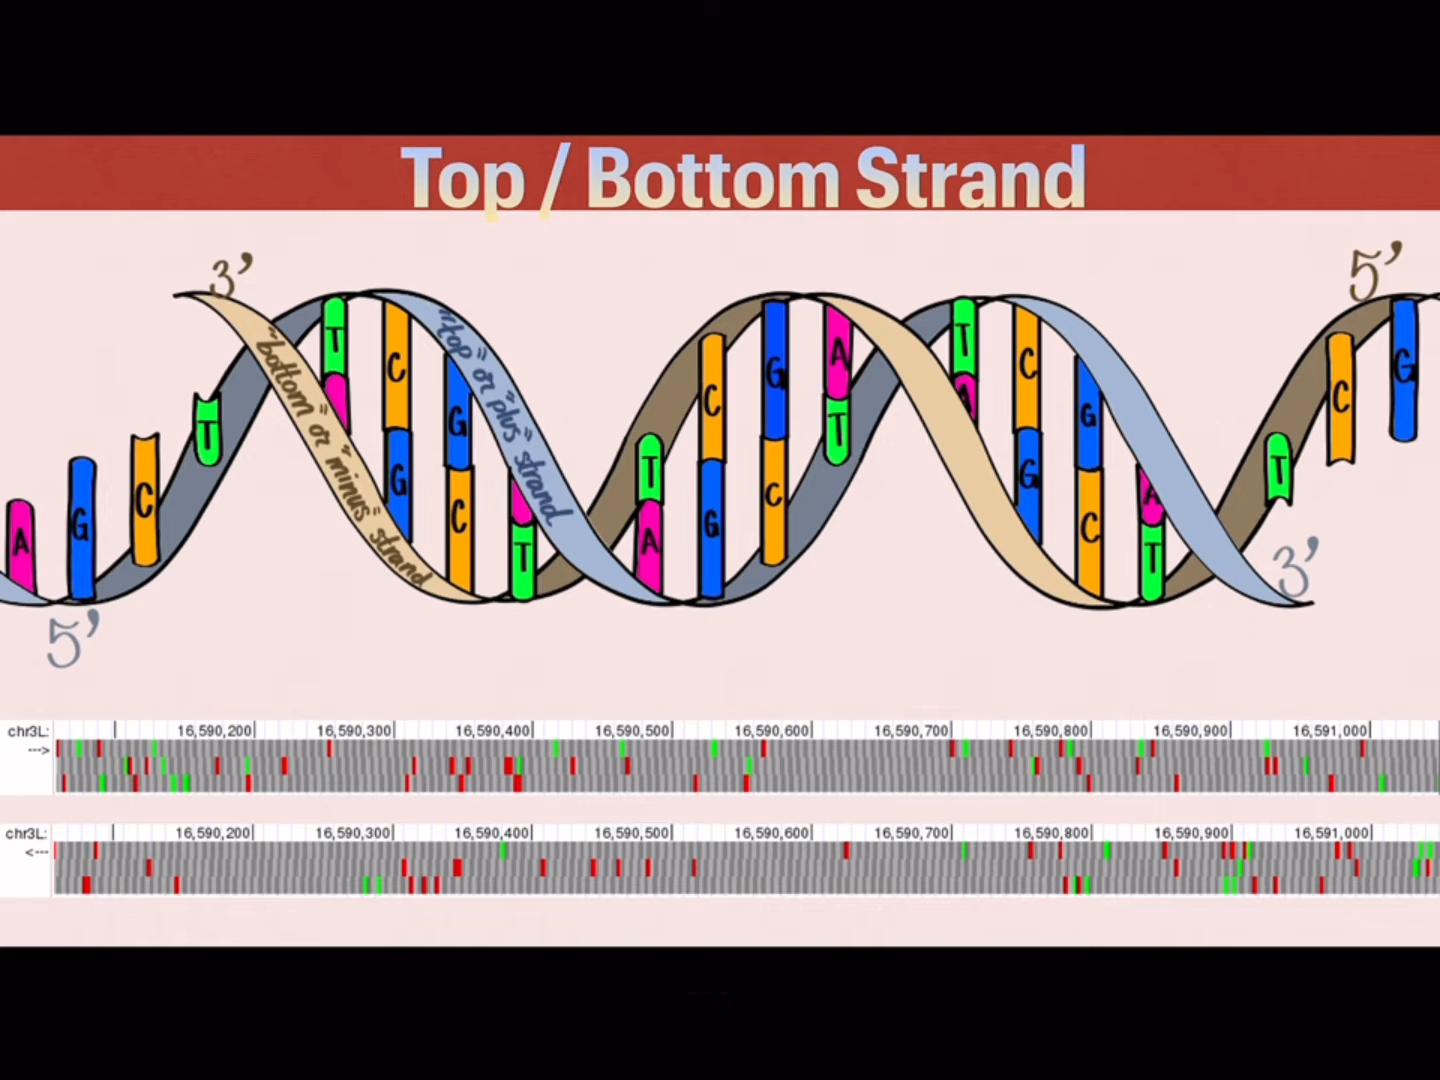 Top / Bottom Strand
3’
5’
T C C G A T C C G
T G G A T G A C
C T G T G A T T
G C T C G C T
A C T A G C T
"bottom" or "minus" strand
"top" or "plus" strand
3’
5’
chr3L: 16,590,200 16,590,300 16,590,400 16,590,500 16,590,600 16,590,700 16,590,800 16,590,900 16,591,000
--->
chr3L: 16,590,200 16,590,300 16,590,400 16,590,500 16,590,600 16,590,700 16,590,800 16,590,900 16,591,000
<---